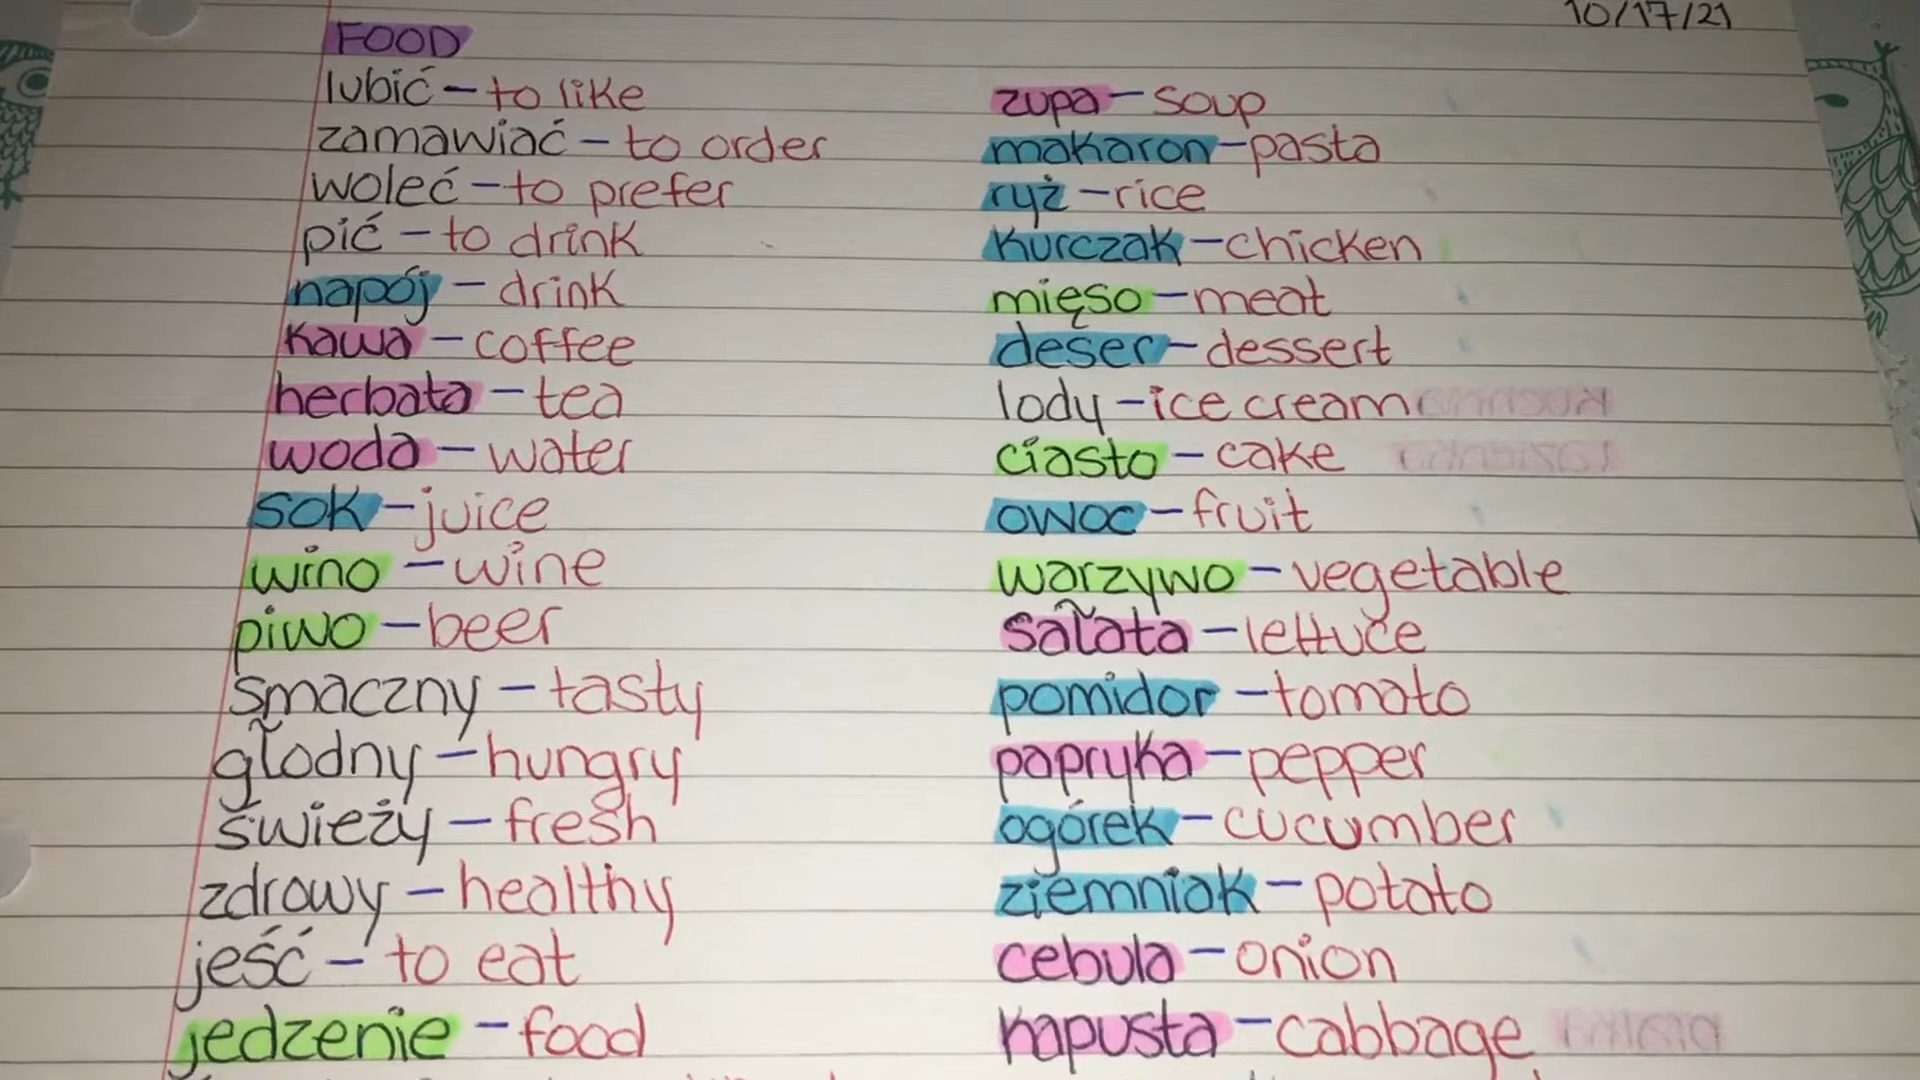 10/17/21
FOOD
lubić – to like
zamawiać – to order
woleć – to prefer
pić – to drink
napój – drink
kawa – coffee
herbata – tea
woda – water
sok – juice
wino – wine
piwo – beer
smaczny – tasty
głodny – hungry
świeży – fresh
zdrowy – healthy
jeść – to eat
jedzenie – food
zupa – soup
makaron – pasta
ryż – rice
kurczak – chicken
mięso – meat
deser – dessert
lody – ice cream
ciasto – cake
owoc – fruit
warzywo – vegetable
sałata – lettuce
pomidor – tomato
papryka – pepper
ogórek – cucumber
ziemniak – potato
cebula – onion
kapusta – cabbage